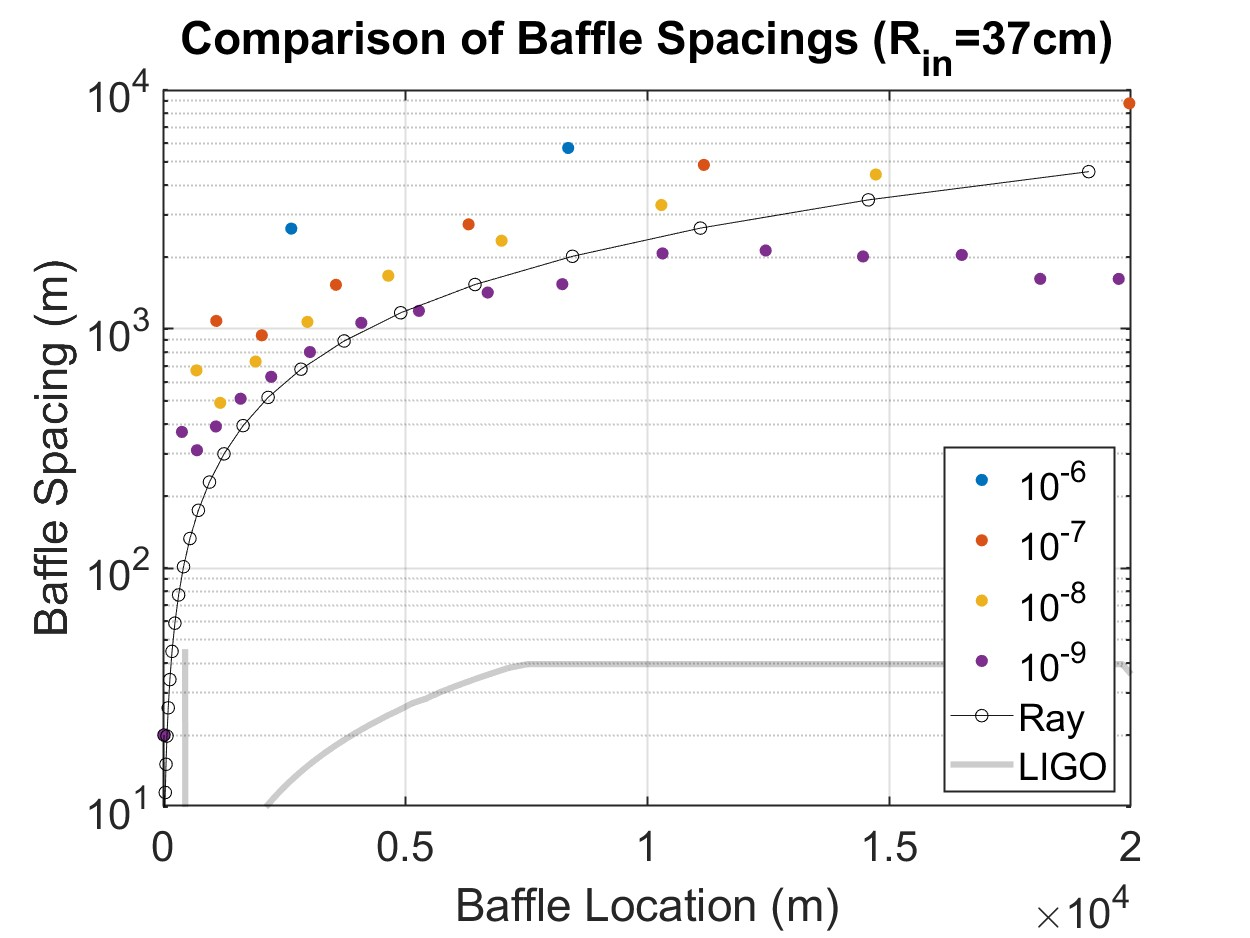 Comparison of Baffle Spacings (R_in=37cm)
Baffle Spacing (m)
10^4
10^3
10^2
10^1
10^-6
10^-7
10^-8
10^-9
Ray
LIGO
0 0.5 1 1.5 2
Baffle Location (m)
×10^4